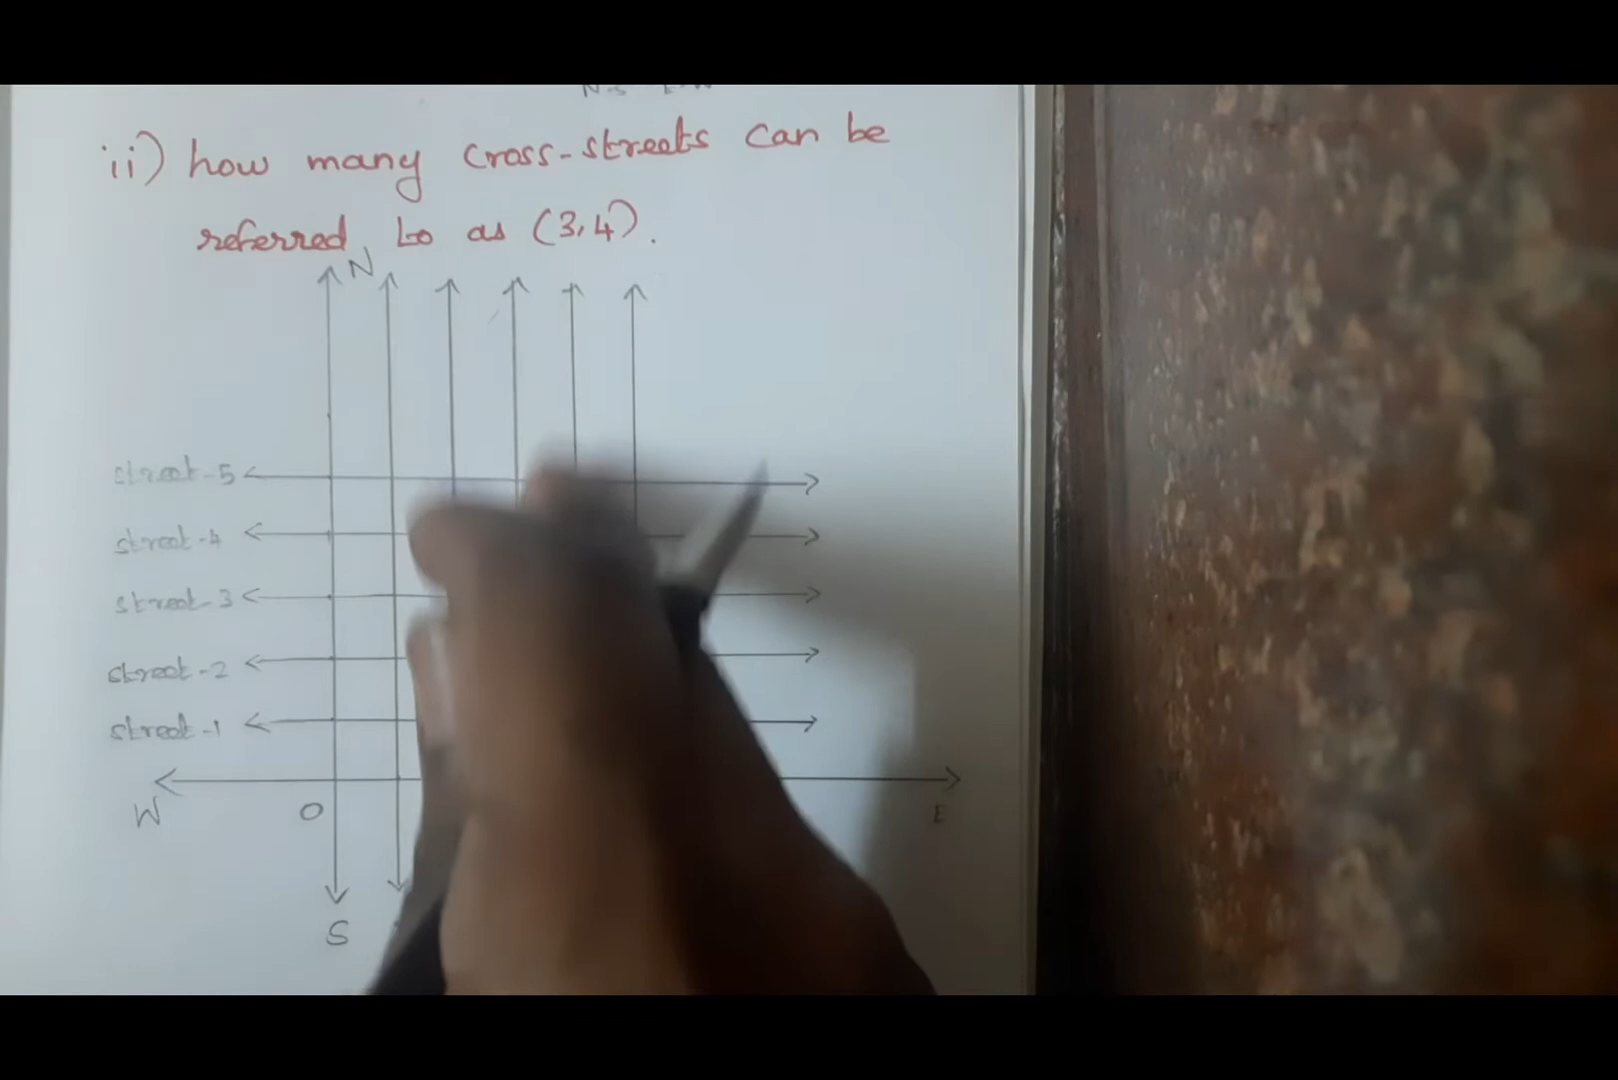 ii) how many cross-streets can be
referred to as (3,4).
N
street-5
street-4
street-3
street-2
street-1
W O E
S